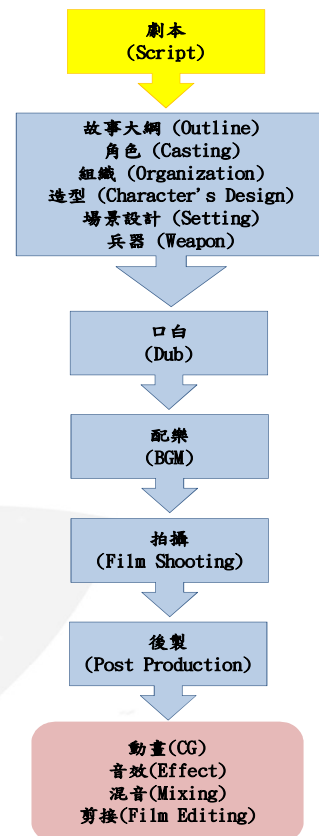 劇本
(Script)
故事大綱 (Outline)
角色 (Casting)
組織 (Organization)
造型 (Character's Design)
場景設計 (Setting)
兵器 (Weapon)
口白
(Dub)
配樂
(BGM)
拍攝
(Film Shooting)
後製
(Post Production)
動畫(CG)
音效(Effect)
混音(Mixing)
剪接(Film Editing)